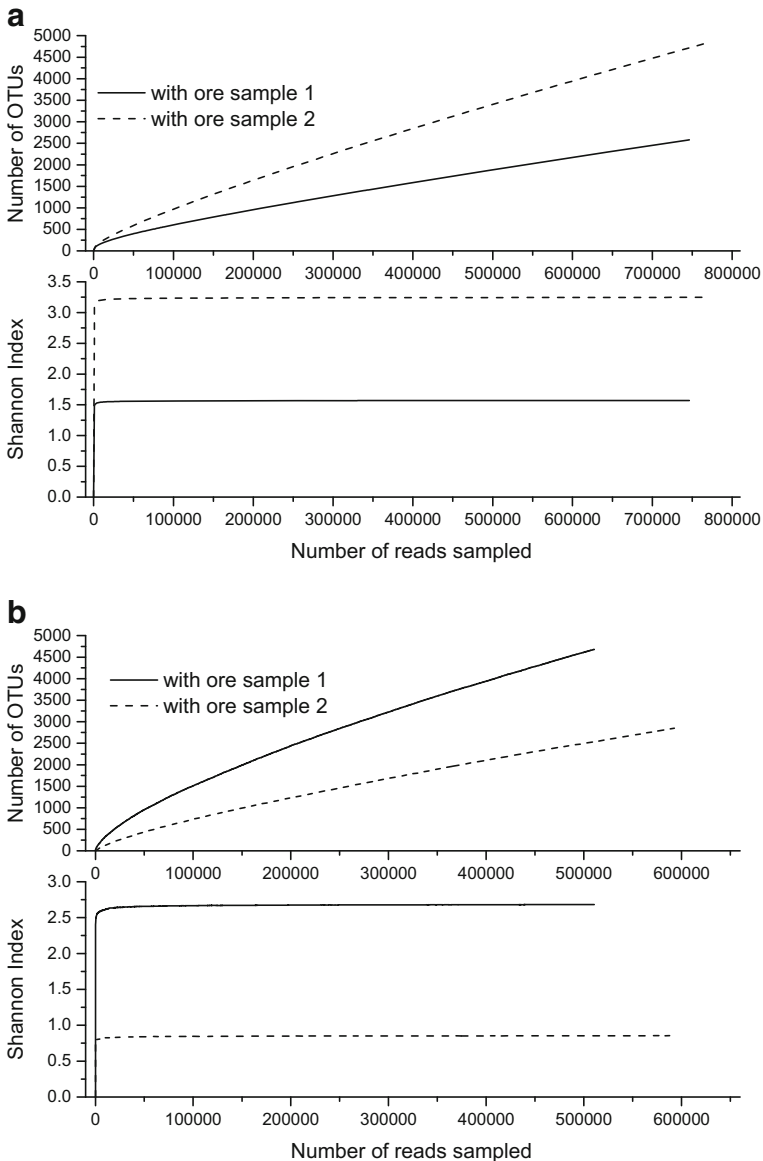 a
Number of OTUs
5000
4500
4000
3500
3000
2500
2000
1500
1000
500
0
with ore sample 1
with ore sample 2
0 100000 200000 300000 400000 500000 600000 700000 800000
Shannon Index
3.5
3.0
2.5
2.0
1.5
1.0
0.5
0.0
0 100000 200000 300000 400000 500000 600000 700000 800000
Number of reads sampled
b
Number of OTUs
5000
4500
4000
3500
3000
2500
2000
1500
1000
500
0
with ore sample 1
with ore sample 2
0 100000 200000 300000 400000 500000 600000
Shannon Index
3.0
2.5
2.0
1.5
1.0
0.5
0.0
0 100000 200000 300000 400000 500000 600000
Number of reads sampled